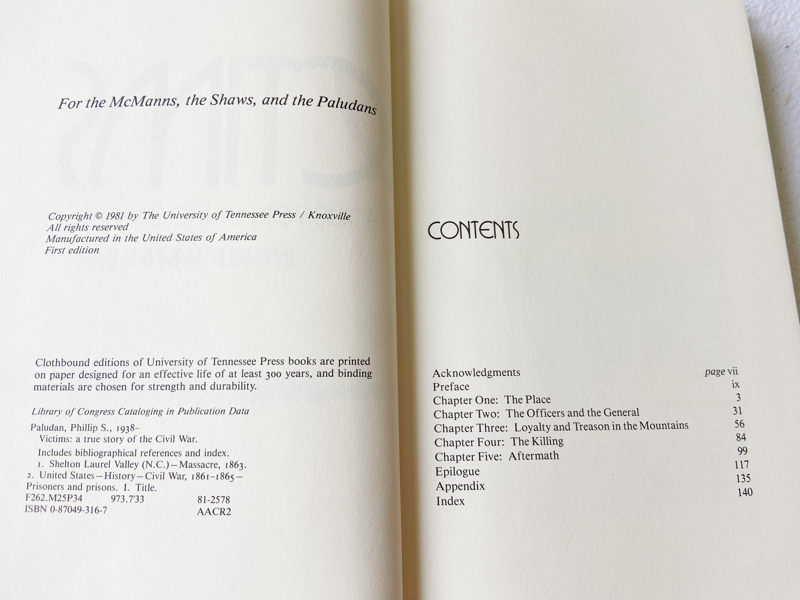 For the McManns, the Shaws, and the Paludans
Copyright © 1981 by The University of Tennessee Press / Knoxville
All rights reserved
Manufactured in the United States of America
First edition
Clothbound editions of University of Tennessee Press books are printed
on paper designed for an effective life of at least 300 years, and binding
materials are chosen for strength and durability.
Library of Congress Cataloging in Publication Data
Paludan, Phillip S., 1938–
Victims: a true story of the Civil War.
Includes bibliographical references and index.
1. Shelton Laurel Valley (N.C.)—Massacre, 1863.
2. United States—History—Civil War, 1861-1865—
Prisoners and prisons. I. Title.
F262.M25P34 973.7'33 81-2578
ISBN 0-87049-316-7 AACR2
CONTENTS
Acknowledgments page vii
Preface ix
Chapter One: The Place 3
Chapter Two: The Officers and the General 31
Chapter Three: Loyalty and Treason in the Mountains 56
Chapter Four: The Killing 84
Chapter Five: Aftermath 99
Epilogue 117
Appendix 135
Index 140